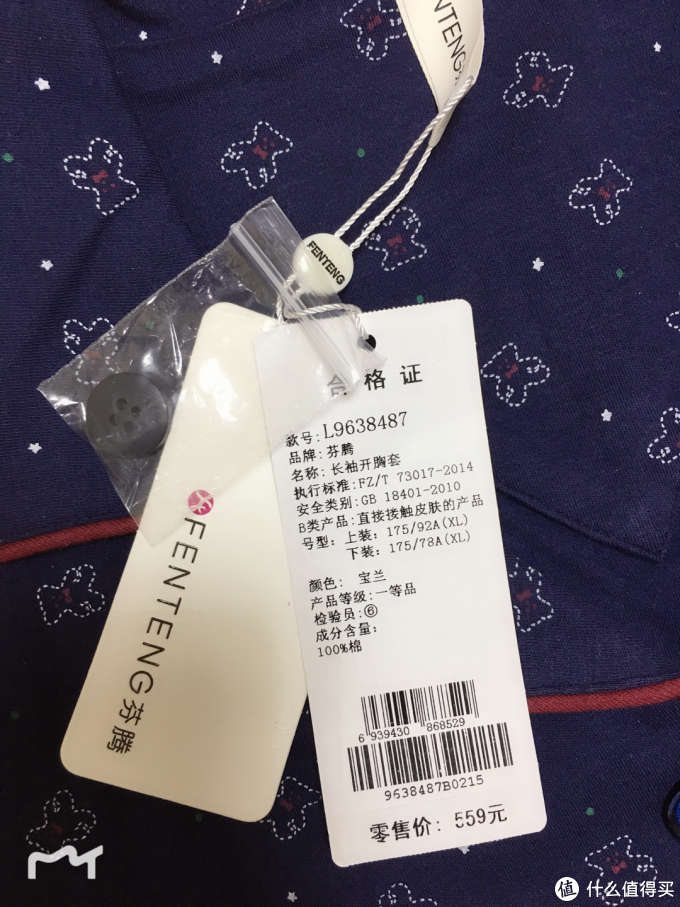 NTENG
FENTENG
合格证
款号:L9638487
品牌:芬腾
名称:长袖开胸套
执行标准:FZ/T 73017-2014
安全类别:GB 18401-2010
B类产品:直接接触皮肤的产品
号型: 上装:175/92A(XL)
下装:175/78A(XL)
颜色: 宝兰
产品等级:一等品
检验员:⑥
成分含量:
100%棉
6 939430 868529
9638487B0215
零售价: 559元
FENTENG芬腾
值 什么值得买